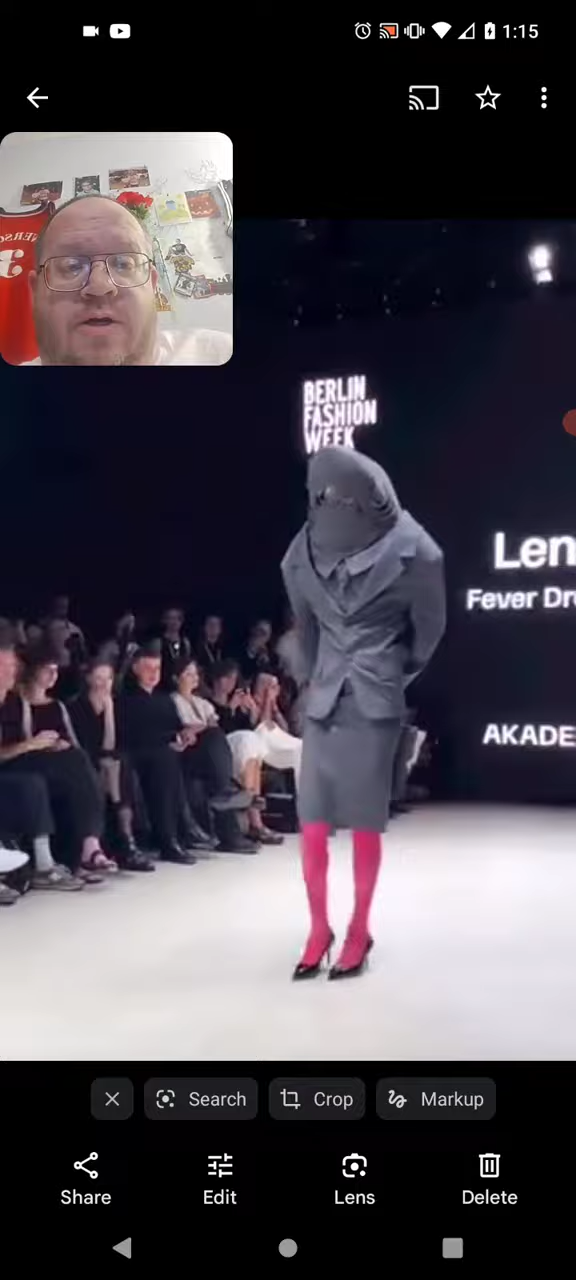 1:15
BERLIN
FASHION
WEEK
Len
Fever Dr
AKADE
Search
Crop
Markup
Share
Edit
Lens
Delete